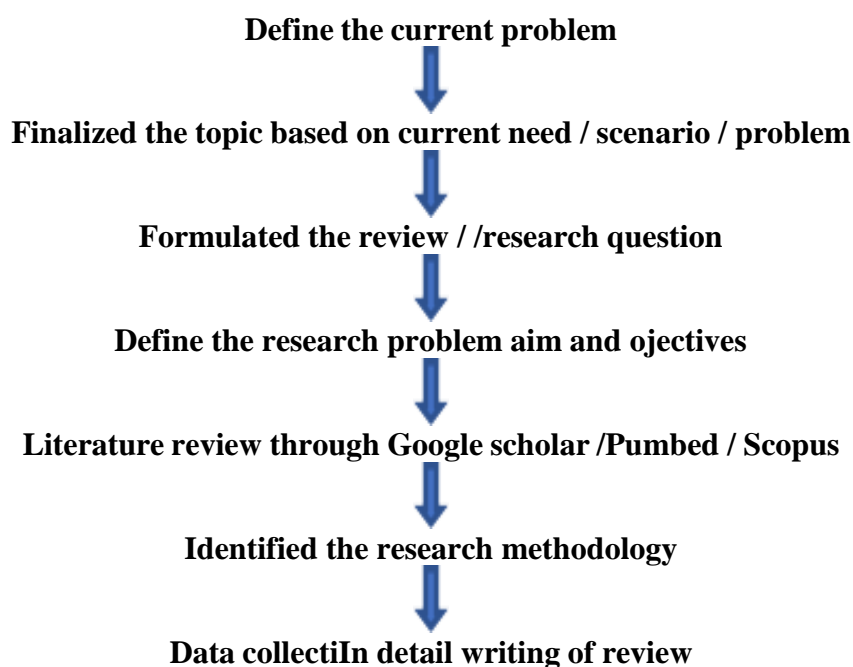 Define the current problem
Finalized the topic based on current need / scenario / problem
Formulated the review / /research question
Define the research problem aim and ojectives
Literature review through Google scholar /Pumbed / Scopus
Identified the research methodology
Data collectiIn detail writing of review